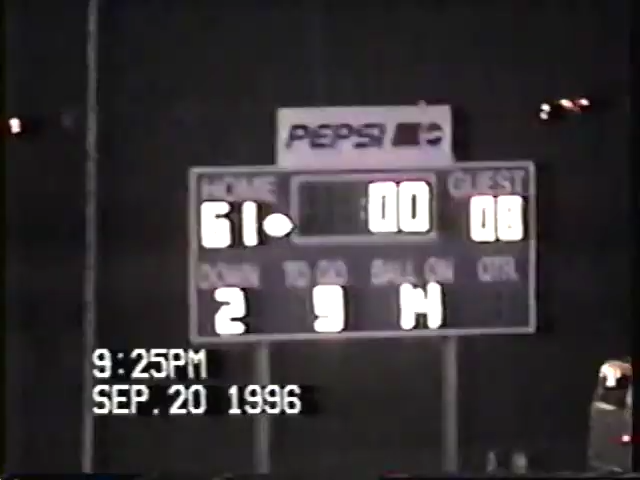 PEPSI
HOME :00 GUEST
61 08
DOWN TO GO BALL ON QTR
2 9 14
9:25PM
SEP.20 1996